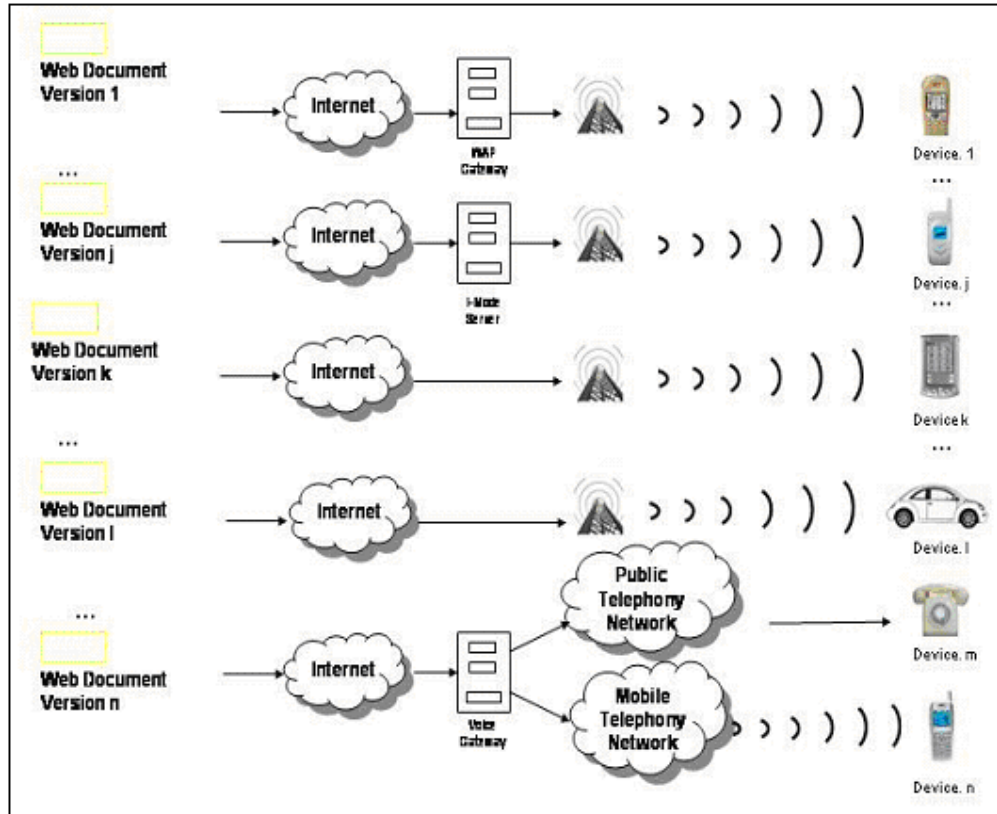 Web Document
Version 1
Internet
WAP
Gateway
Device. 1
...
...
Web Document
Version j
Internet
I-Mode
Server
Device. j
...
Web Document
Version k
Internet
Device k
...
...
Web Document
Version l
Internet
Device. l
Public
Telephony
Network
Device. m
...
Web Document
Version n
Internet
Voice
Gateway
Mobile
Telephony
Network
Device. n